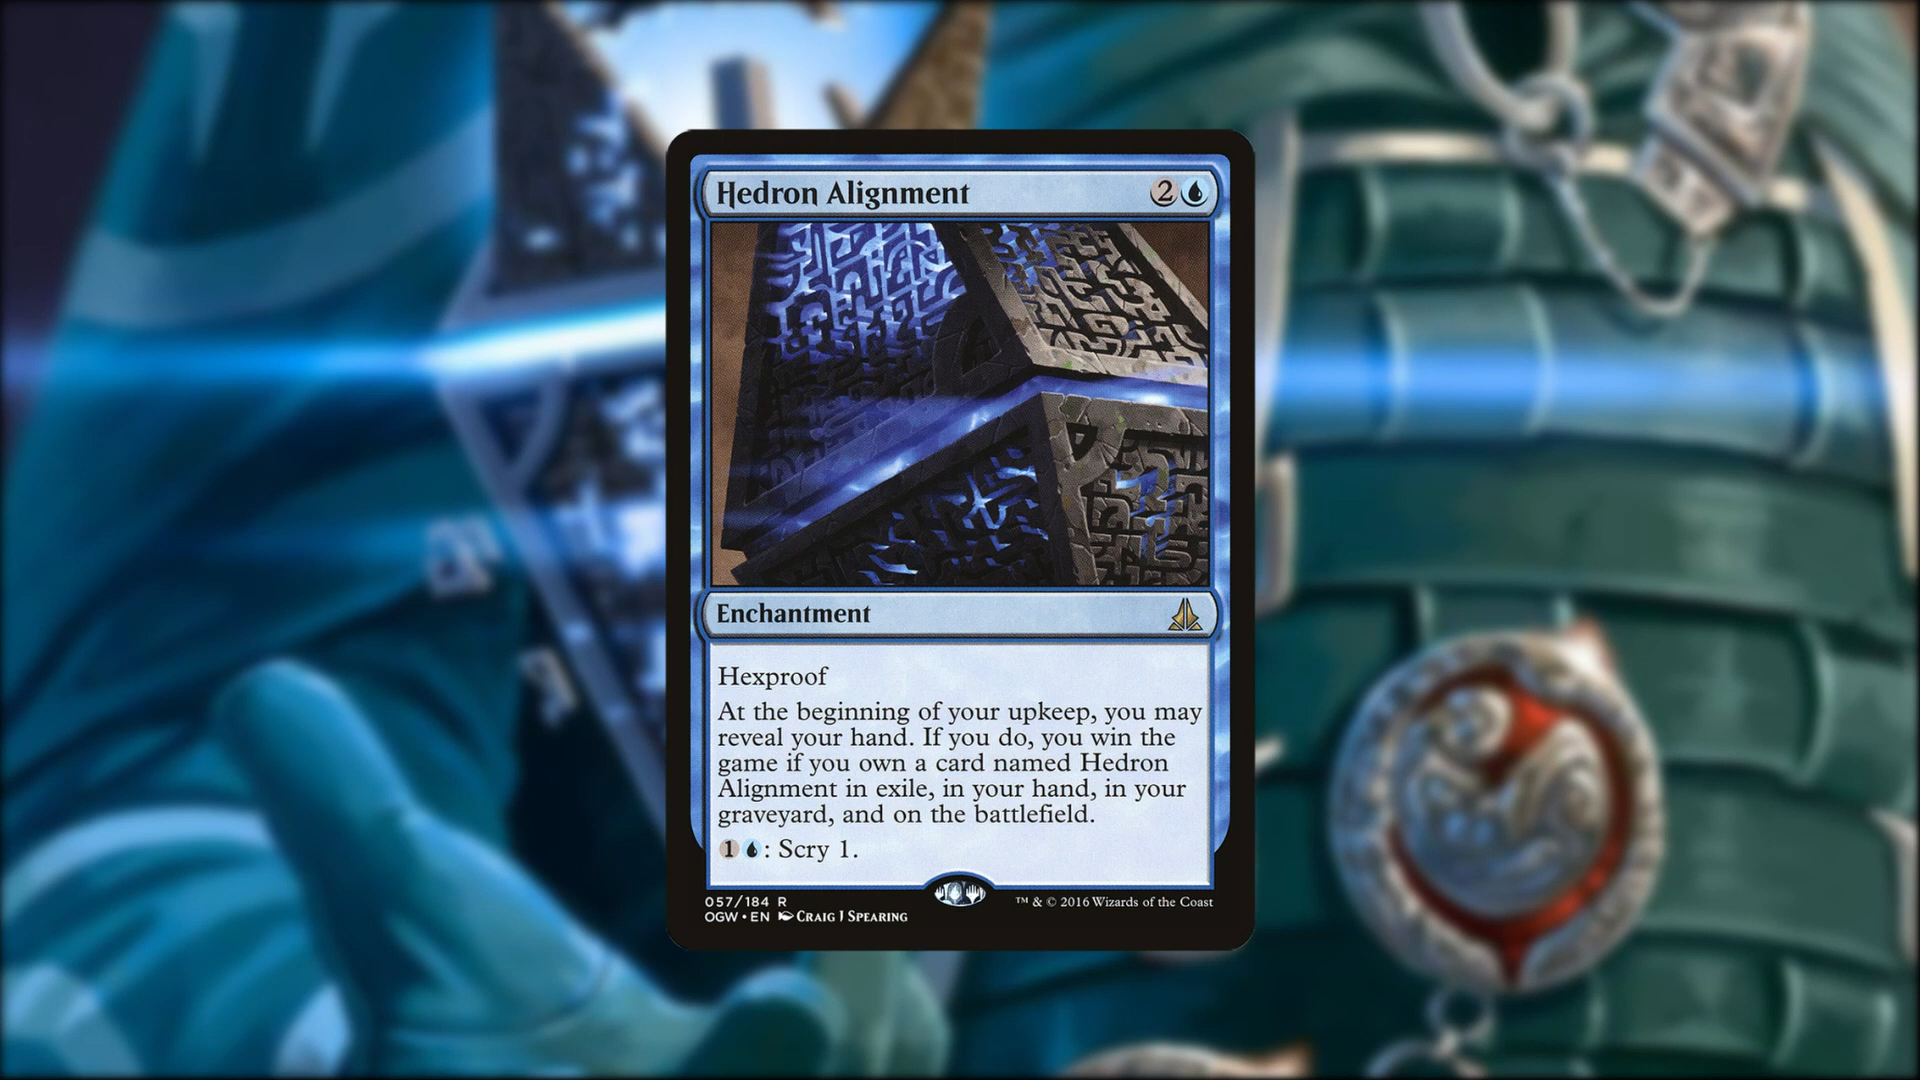 Hedron Alignment 2
Enchantment
Hexproof
At the beginning of your upkeep, you may
reveal your hand. If you do, you win the
game if you own a card named Hedron
Alignment in exile, in your hand, in your
graveyard, and on the battlefield.
1 : Scry 1.
057/184 R
OGW • EN Craig J Spearing
™ & © 2016 Wizards of the Coast